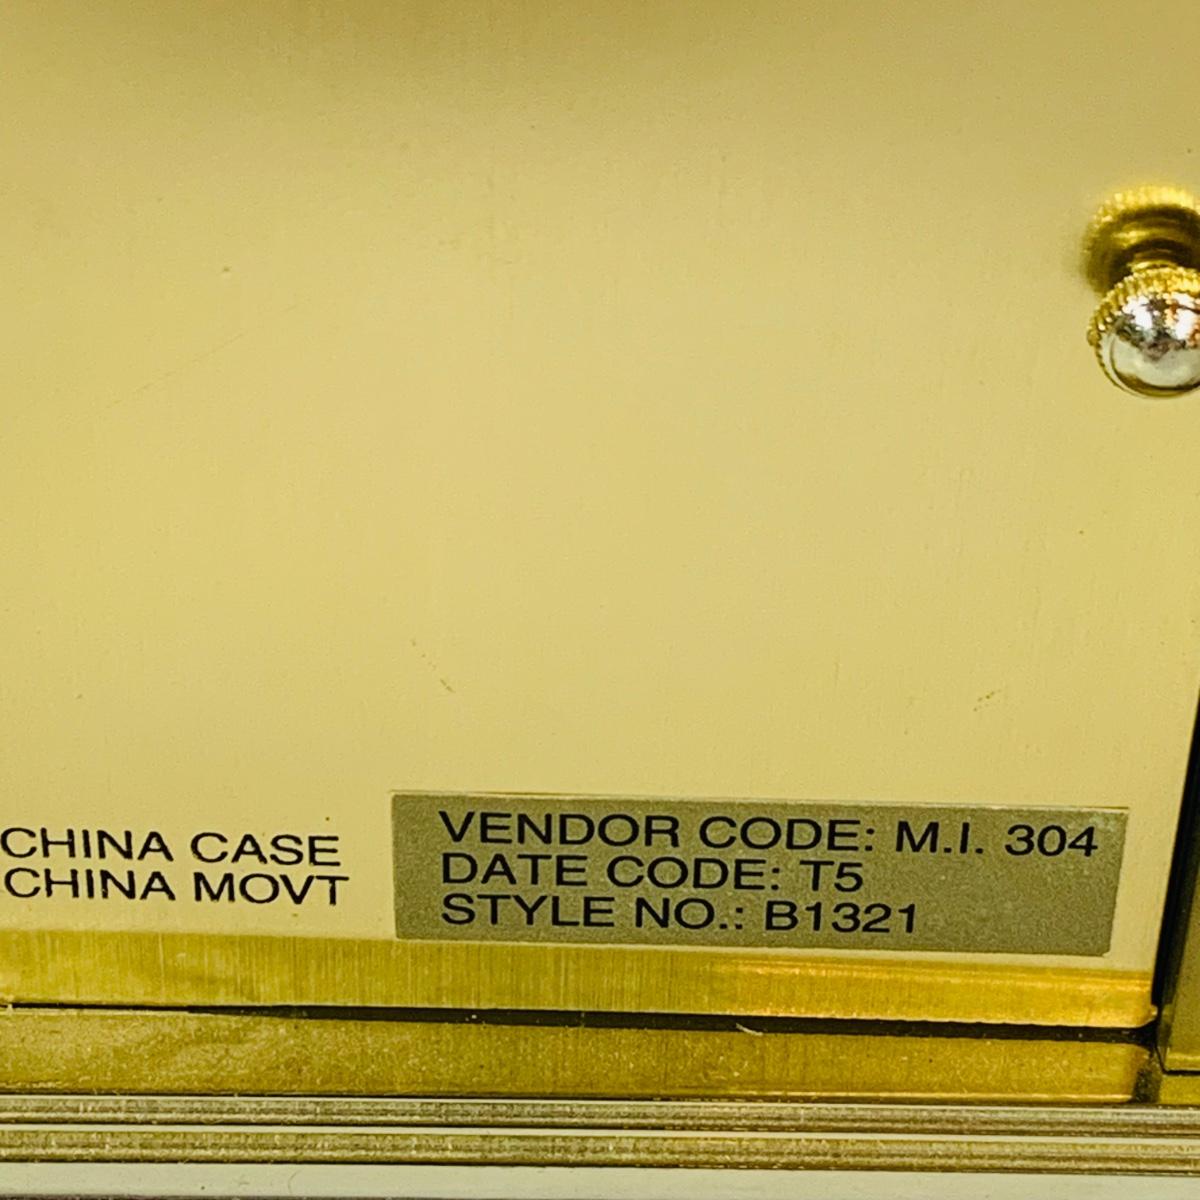 CHINA CASE
CHINA MOVT
VENDOR CODE: M.I. 304
DATE CODE: T5
STYLE NO.: B1321